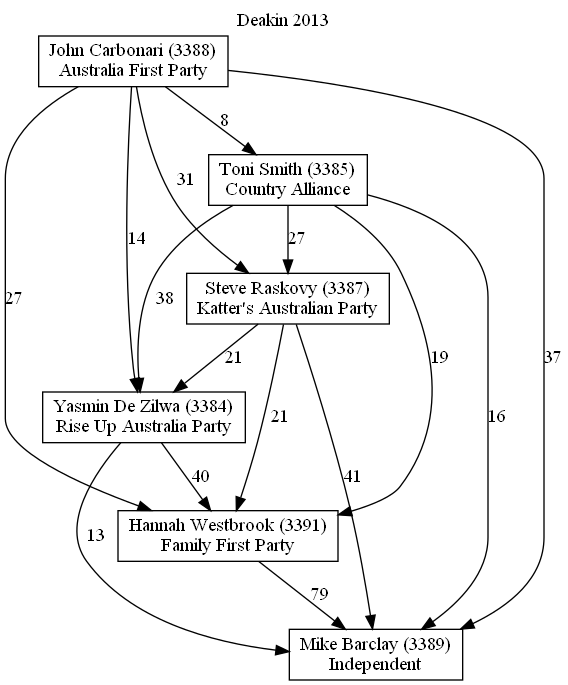 Deakin 2013
John Carbonari (3388)
Australia First Party
8
Toni Smith (3385)
Country Alliance
31
14
27
38
Steve Raskovy (3387)
Katter's Australian Party
27
21
21
19
37
16
Yasmin De Zilwa (3384)
Rise Up Australia Party
40
41
13
Hannah Westbrook (3391)
Family First Party
79
Mike Barclay (3389)
Independent